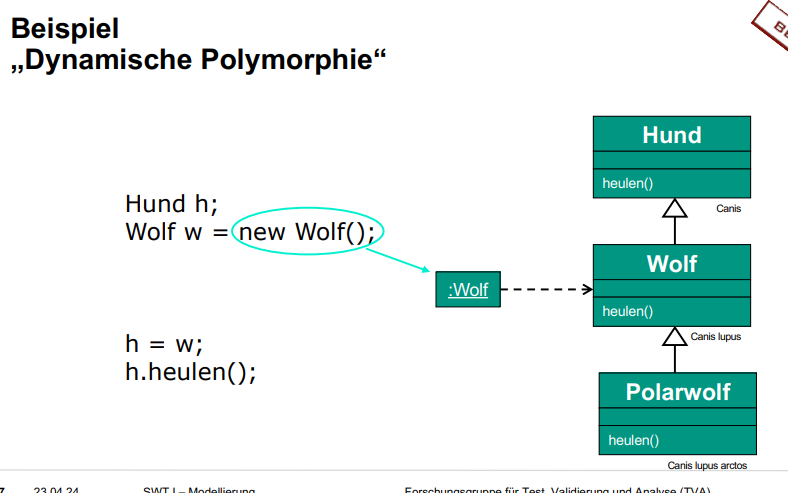 Beispiel
„Dynamische Polymorphie“
Hund h;
Wolf w = new Wolf();
h = w;
h.heulen();
:Wolf
Hund
heulen()
Canis
Wolf
heulen()
Canis lupus
Polarwolf
heulen()
Canis lupus arctos
7 23.04.24 SWT I – Modellierung Forschungsgruppe für Test, Validierung und Analyse (TVA)